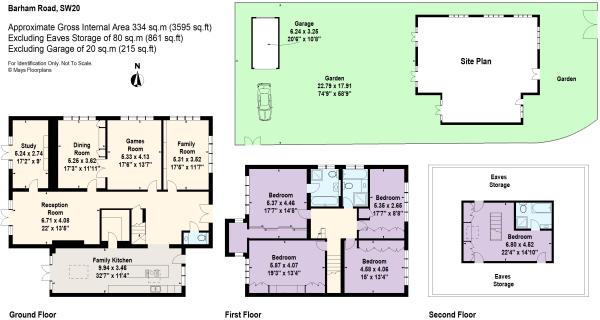 Barham Road, SW20
Approximate Gross Internal Area 334 sq.m (3595 sq.ft)
Excluding Eaves Storage of 80 sq.m (861 sq.ft)
Excluding Garage of 20 sq.m (215 sq.ft)
For Identification Only. Not To Scale.
© Mays Floorplans
N
Garage
6.24 x 3.25
20'6" x 10'8"
Garden
22.79 x 17.91
74'9" x 58'9"
Site Plan
Garden
Study
5.24 x 2.74
17'2" x 9'
Dining
Room
5.25 x 3.62
17'3" x 11'11"
Games
Room
5.33 x 4.13
17'6" x 13'7"
Family
Room
5.31 x 3.52
17'5" x 11'7"
Reception
Room
6.71 x 4.08
22' x 13'5"
Family Kitchen
9.94 x 3.45
32'7" x 11'4"
Ground Floor
Bedroom
5.37 x 4.46
17'7" x 14'8"
Bedroom
5.35 x 2.65
17'7" x 8'8"
Bedroom
5.87 x 4.07
19'3" x 13'4"
Bedroom
4.58 x 4.06
15' x 13'4"
First Floor
Eaves
Storage
Bedroom
6.80 x 4.52
22'4" x 14'10"
Eaves
Storage
Second Floor